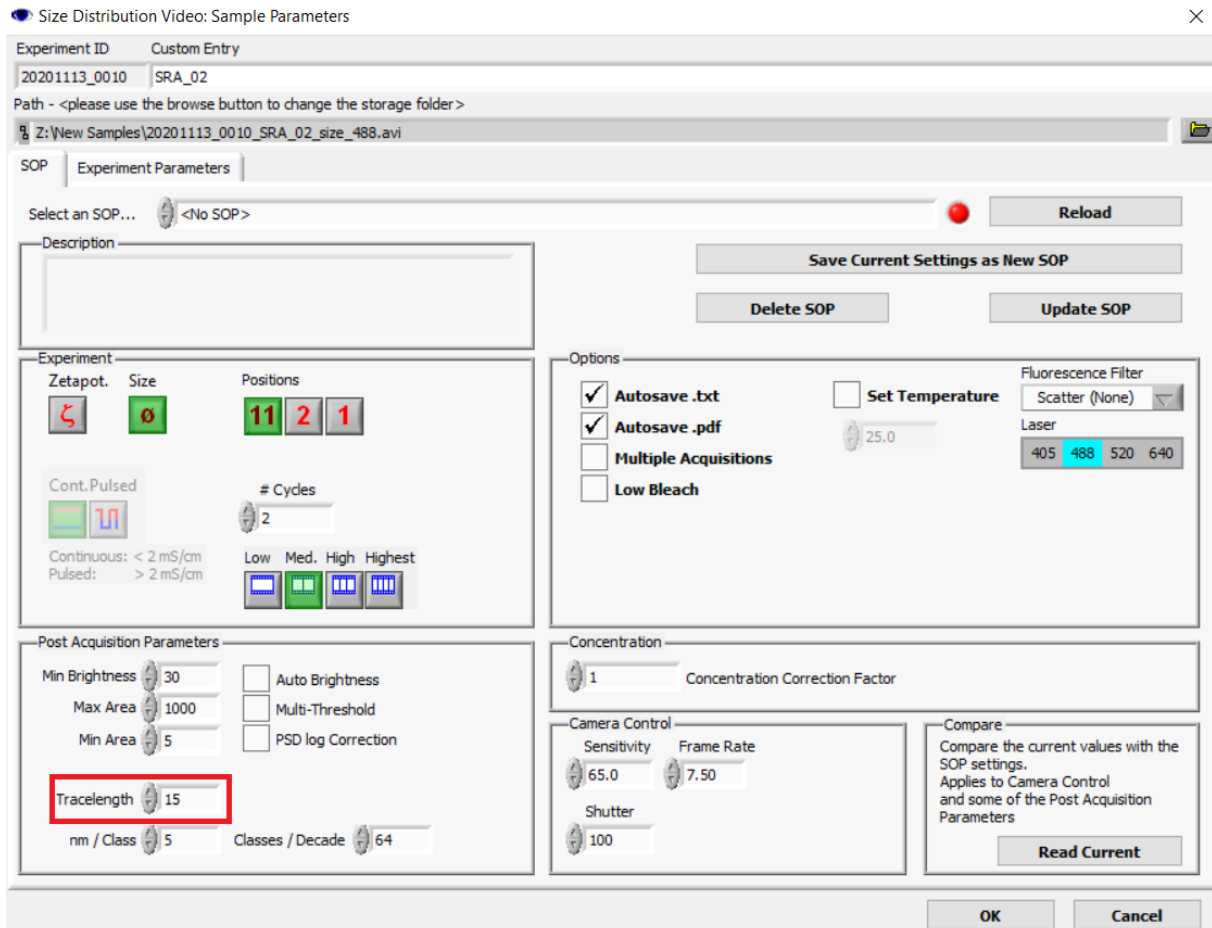 Size Distribution Video: Sample Parameters
Experiment ID Custom Entry
20201113_0010 SRA_02
Path - <please use the browse button to change the storage folder>
Z:\New Samples\20201113_0010_SRA_02_size_488.avi
SOP Experiment Parameters
Select an SOP... <No SOP> Reload
Description
Save Current Settings as New SOP
Delete SOP Update SOP
Experiment
Zetapot. Size Positions
ζ ø 11 2 1
Cont. Pulsed
# Cycles
2
Continuous: < 2 mS/cm
Pulsed: > 2 mS/cm
Low Med. High Highest
Options
Autosave .txt
Autosave .pdf
Multiple Acquisitions
Low Bleach
Set Temperature
25.0
Fluorescence Filter
Scatter (None)
Laser
405 488 520 640
Post Acquisition Parameters
Min Brightness 30 Auto Brightness
Max Area 1000 Multi-Threshold
Min Area 5 PSD log Correction
Tracelength 15
nm / Class 5 Classes / Decade 64
Concentration
1 Concentration Correction Factor
Camera Control
Sensitivity Frame Rate
65.0 7.50
Shutter
100
Compare
Compare the current values with the
SOP settings.
Applies to Camera Control
and some of the Post Acquisition
Parameters
Read Current
OK Cancel